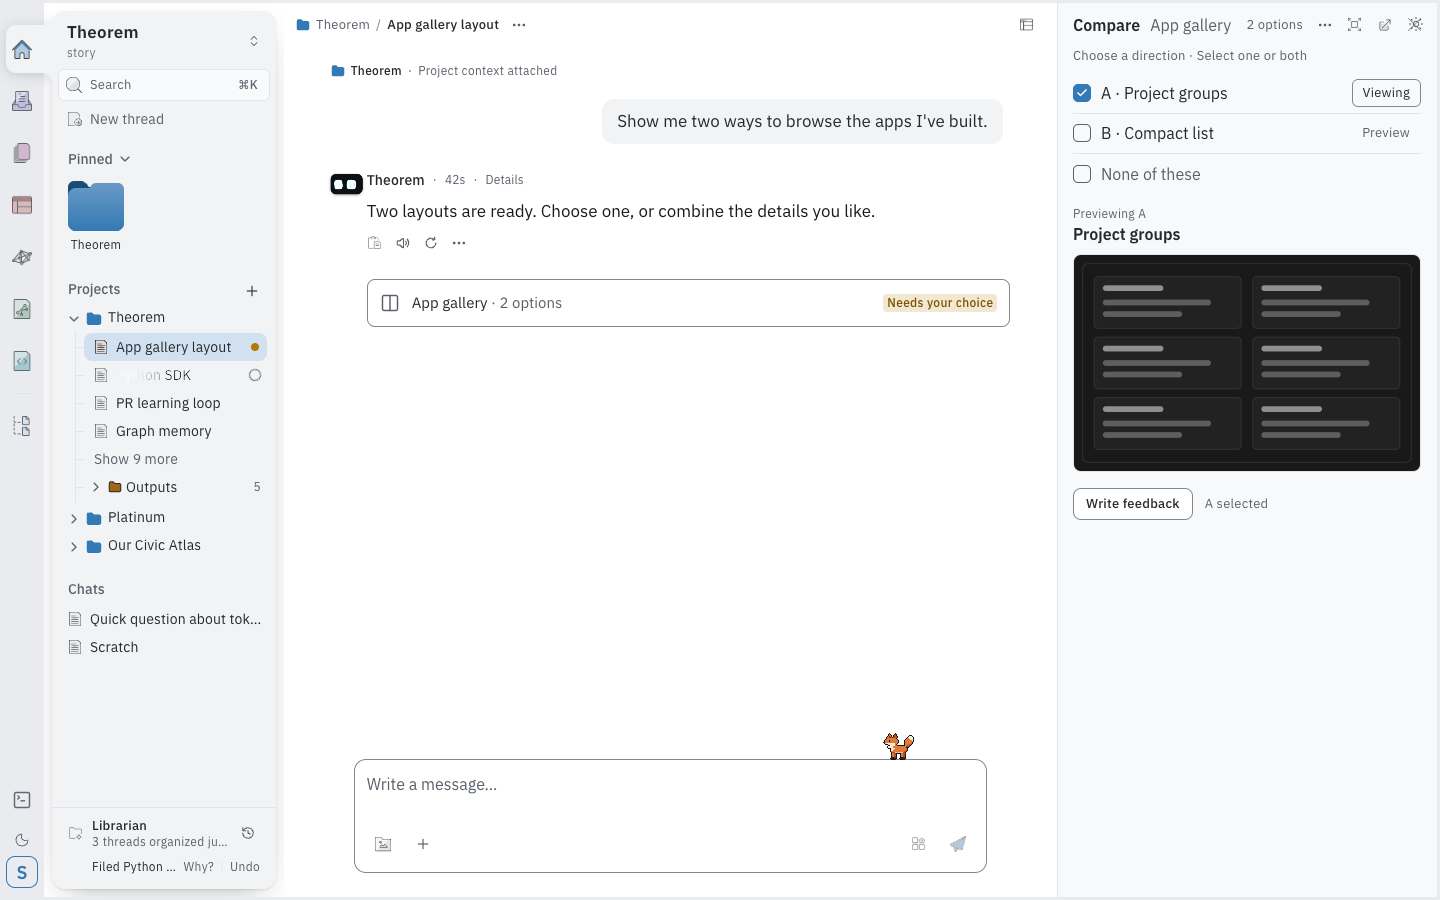 Theorem
story
Search ⌘K
New thread
Pinned
Theorem
Projects
Theorem
App gallery layout
Python SDK
PR learning loop
Graph memory
Show 9 more
Outputs 5
Platinum
Our Civic Atlas
Chats
Quick question about tok...
Scratch
Librarian
3 threads organized ju...
Filed Python ... Why? Undo
S
Theorem / App gallery layout
Theorem · Project context attached
Show me two ways to browse the apps I've built.
Theorem · 42s · Details
Two layouts are ready. Choose one, or combine the details you like.
App gallery · 2 options Needs your choice
Write a message...
Compare App gallery 2 options
Choose a direction · Select one or both
A · Project groups Viewing
B · Compact list Preview
None of these
Previewing A
Project groups
Write feedback A selected